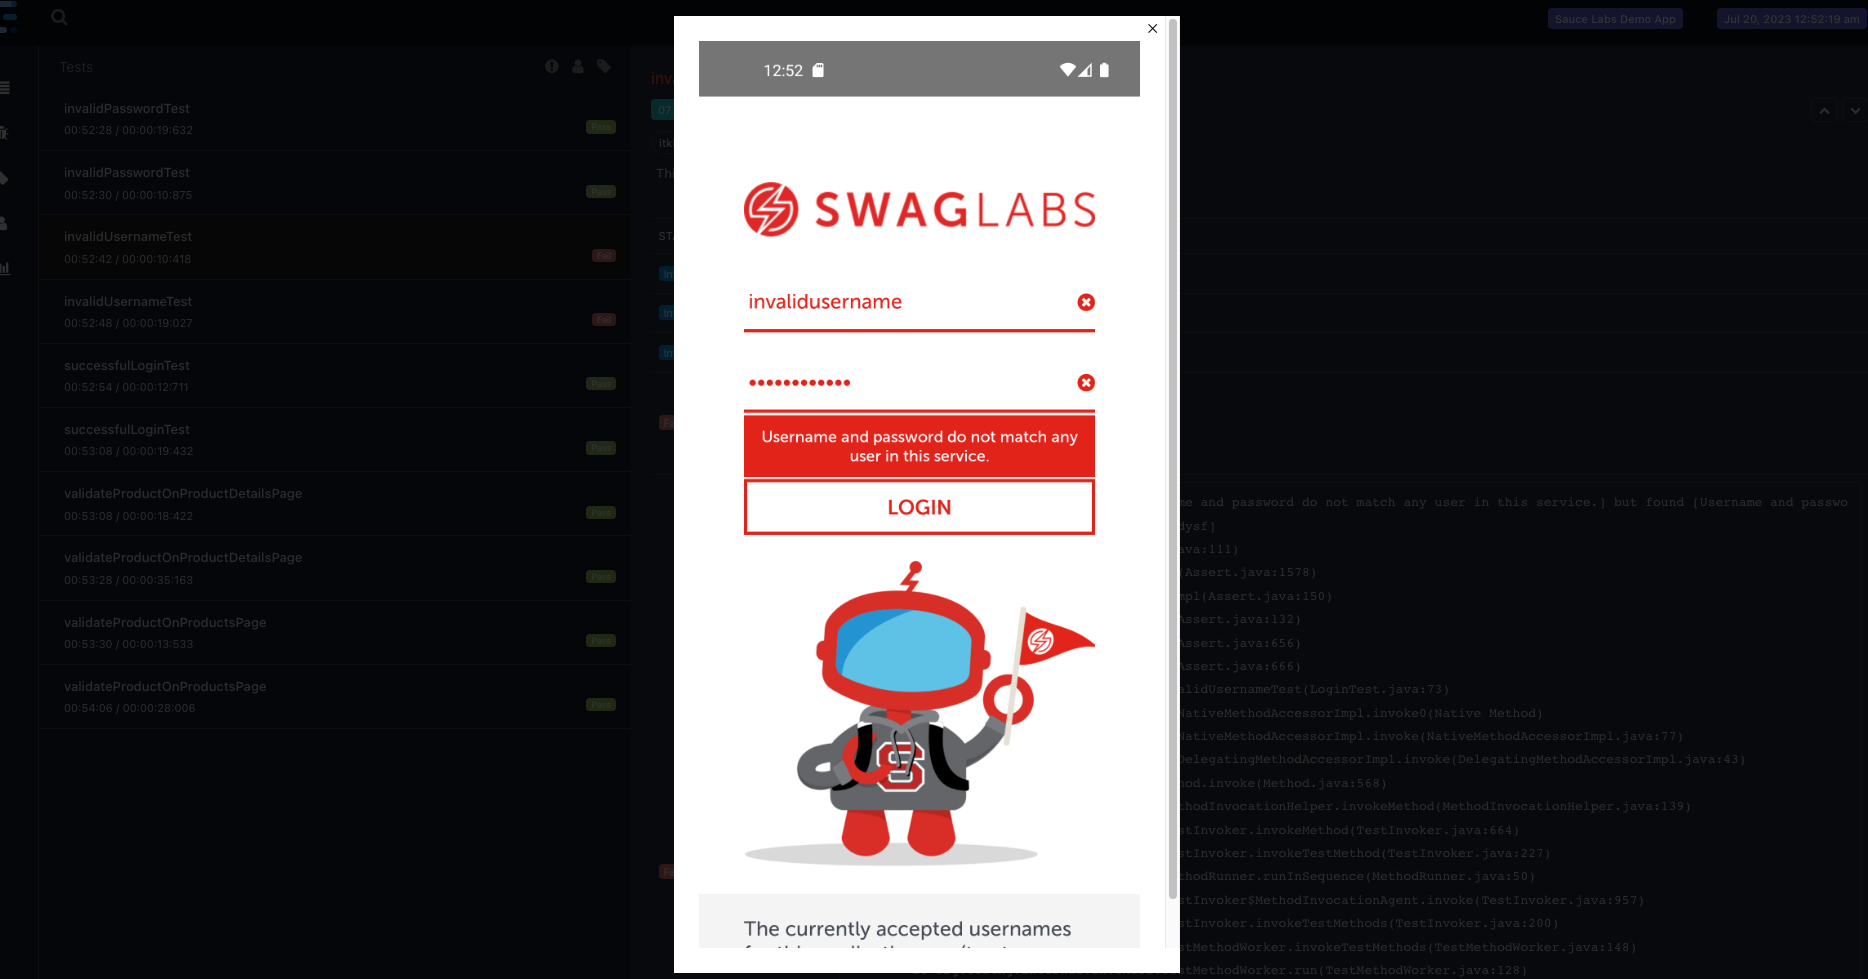 Sauce Labs Demo App
Jul 20, 2023 12:52:19 am
Tests
invalidPasswordTest
00:52:28 / 00:00:19:632
Pass
invalidPasswordTest
00:52:30 / 00:00:10:875
Pass
invalidUsernameTest
00:52:42 / 00:00:10:418
Fail
invalidUsernameTest
00:52:48 / 00:00:19:027
Fail
successfulLoginTest
00:52:54 / 00:00:12:711
Pass
successfulLoginTest
00:53:08 / 00:00:19:432
Pass
validateProductOnProductDetailsPage
00:53:08 / 00:00:18:422
Pass
validateProductOnProductDetailsPage
00:53:28 / 00:00:35:163
Pass
validateProductOnProductsPage
00:53:30 / 00:00:13:533
Pass
validateProductOnProductsPage
00:54:06 / 00:00:28:006
Pass
inv
07
itk
STA
Inf
Inf
Inf
Fa
Fa
12:52
SWAGLABS
invalidusername
••••••••••••
Username and password do not match any
user in this service.
LOGIN
S
The currently accepted usernames
me and password do not match any user in this service.] but found [Username and passwo
dysf]
ava:111)
(Assert.java:1578)
mpl(Assert.java:150)
Assert.java:132)
Assert.java:656)
Assert.java:666)
alidUsernameTest(LoginTest.java:73)
NativeMethodAccessorImpl.invoke0(Native Method)
NativeMethodAccessorImpl.invoke(NativeMethodAccessorImpl.java:77)
DelegatingMethodAccessorImpl.invoke(DelegatingMethodAccessorImpl.java:43)
hod.invoke(Method.java:568)
thodInvocationHelper.invokeMethod(MethodInvocationHelper.java:139)
stInvoker.invokeMethod(TestInvoker.java:664)
stInvoker.invokeTestMethod(TestInvoker.java:227)
thodRunner.runInSequence(MethodRunner.java:50)
stInvoker$MethodInvocationAgent.invoke(TestInvoker.java:957)
stInvoker.invokeTestMethods(TestInvoker.java:200)
stMethodWorker.invokeTestMethods(TestMethodWorker.java:148)
stMethodWorker.run(TestMethodWorker.java:128)